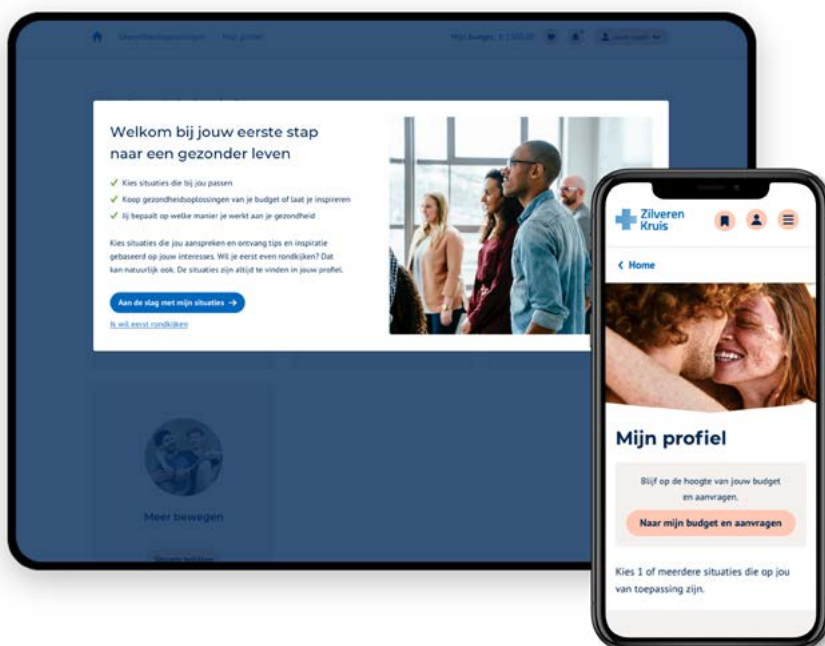 Mijn budget:
Welkom bij jouw eerste stap
naar een gezonder leven
✓ Kies situaties die bij jou passen
✓ Koop gezondheidsoplossingen van je budget of laat je inspireren
✓ Jij bepaalt op welke manier je werkt aan je gezondheid
Kies situaties die jou aanspreken en ontvang tips en inspiratie
gebaseerd op jouw interesses. Wil je eerst even rondkijken? Dat
kan natuurlijk ook. De situaties zijn altijd te vinden in jouw profiel.
Aan de slag met mijn situaties →
Ik wil eerst rondkijken
Meer bewegen
Situatie bekijken
Zilveren
Kruis
Home
Mijn profiel
Blijf op de hoogte van jouw budget
en aanvragen.
Naar mijn budget en aanvragen
Kies 1 of meerdere situaties die op jou
van toepassing zijn.